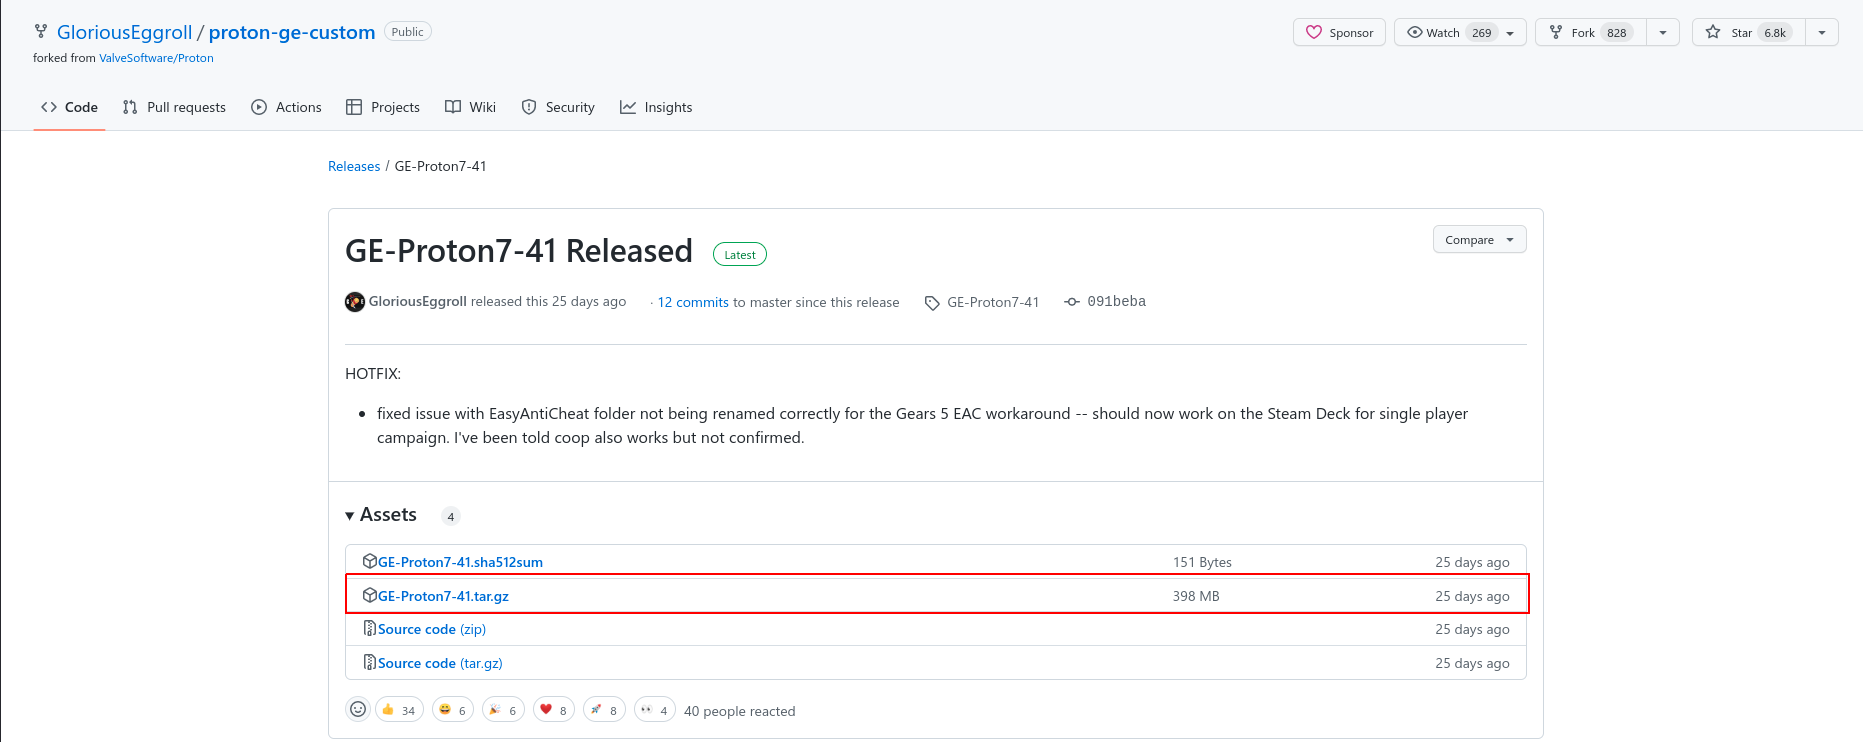 GloriousEggroll / proton-ge-custom Public
Sponsor Watch 269 Fork 828 Star 6.8k
forked from ValveSoftware/Proton
Code Pull requests Actions Projects Wiki Security Insights
Releases / GE-Proton7-41
GE-Proton7-41 Released Latest
Compare
GloriousEggroll released this 25 days ago · 12 commits to master since this release GE-Proton7-41 091beba
HOTFIX:
• fixed issue with EasyAntiCheat folder not being renamed correctly for the Gears 5 EAC workaround -- should now work on the Steam Deck for single player
campaign. I've been told coop also works but not confirmed.
Assets 4
GE-Proton7-41.sha512sum 151 Bytes 25 days ago
GE-Proton7-41.tar.gz 398 MB 25 days ago
Source code (zip) 25 days ago
Source code (tar.gz) 25 days ago
34 6 6 8 8 4 40 people reacted